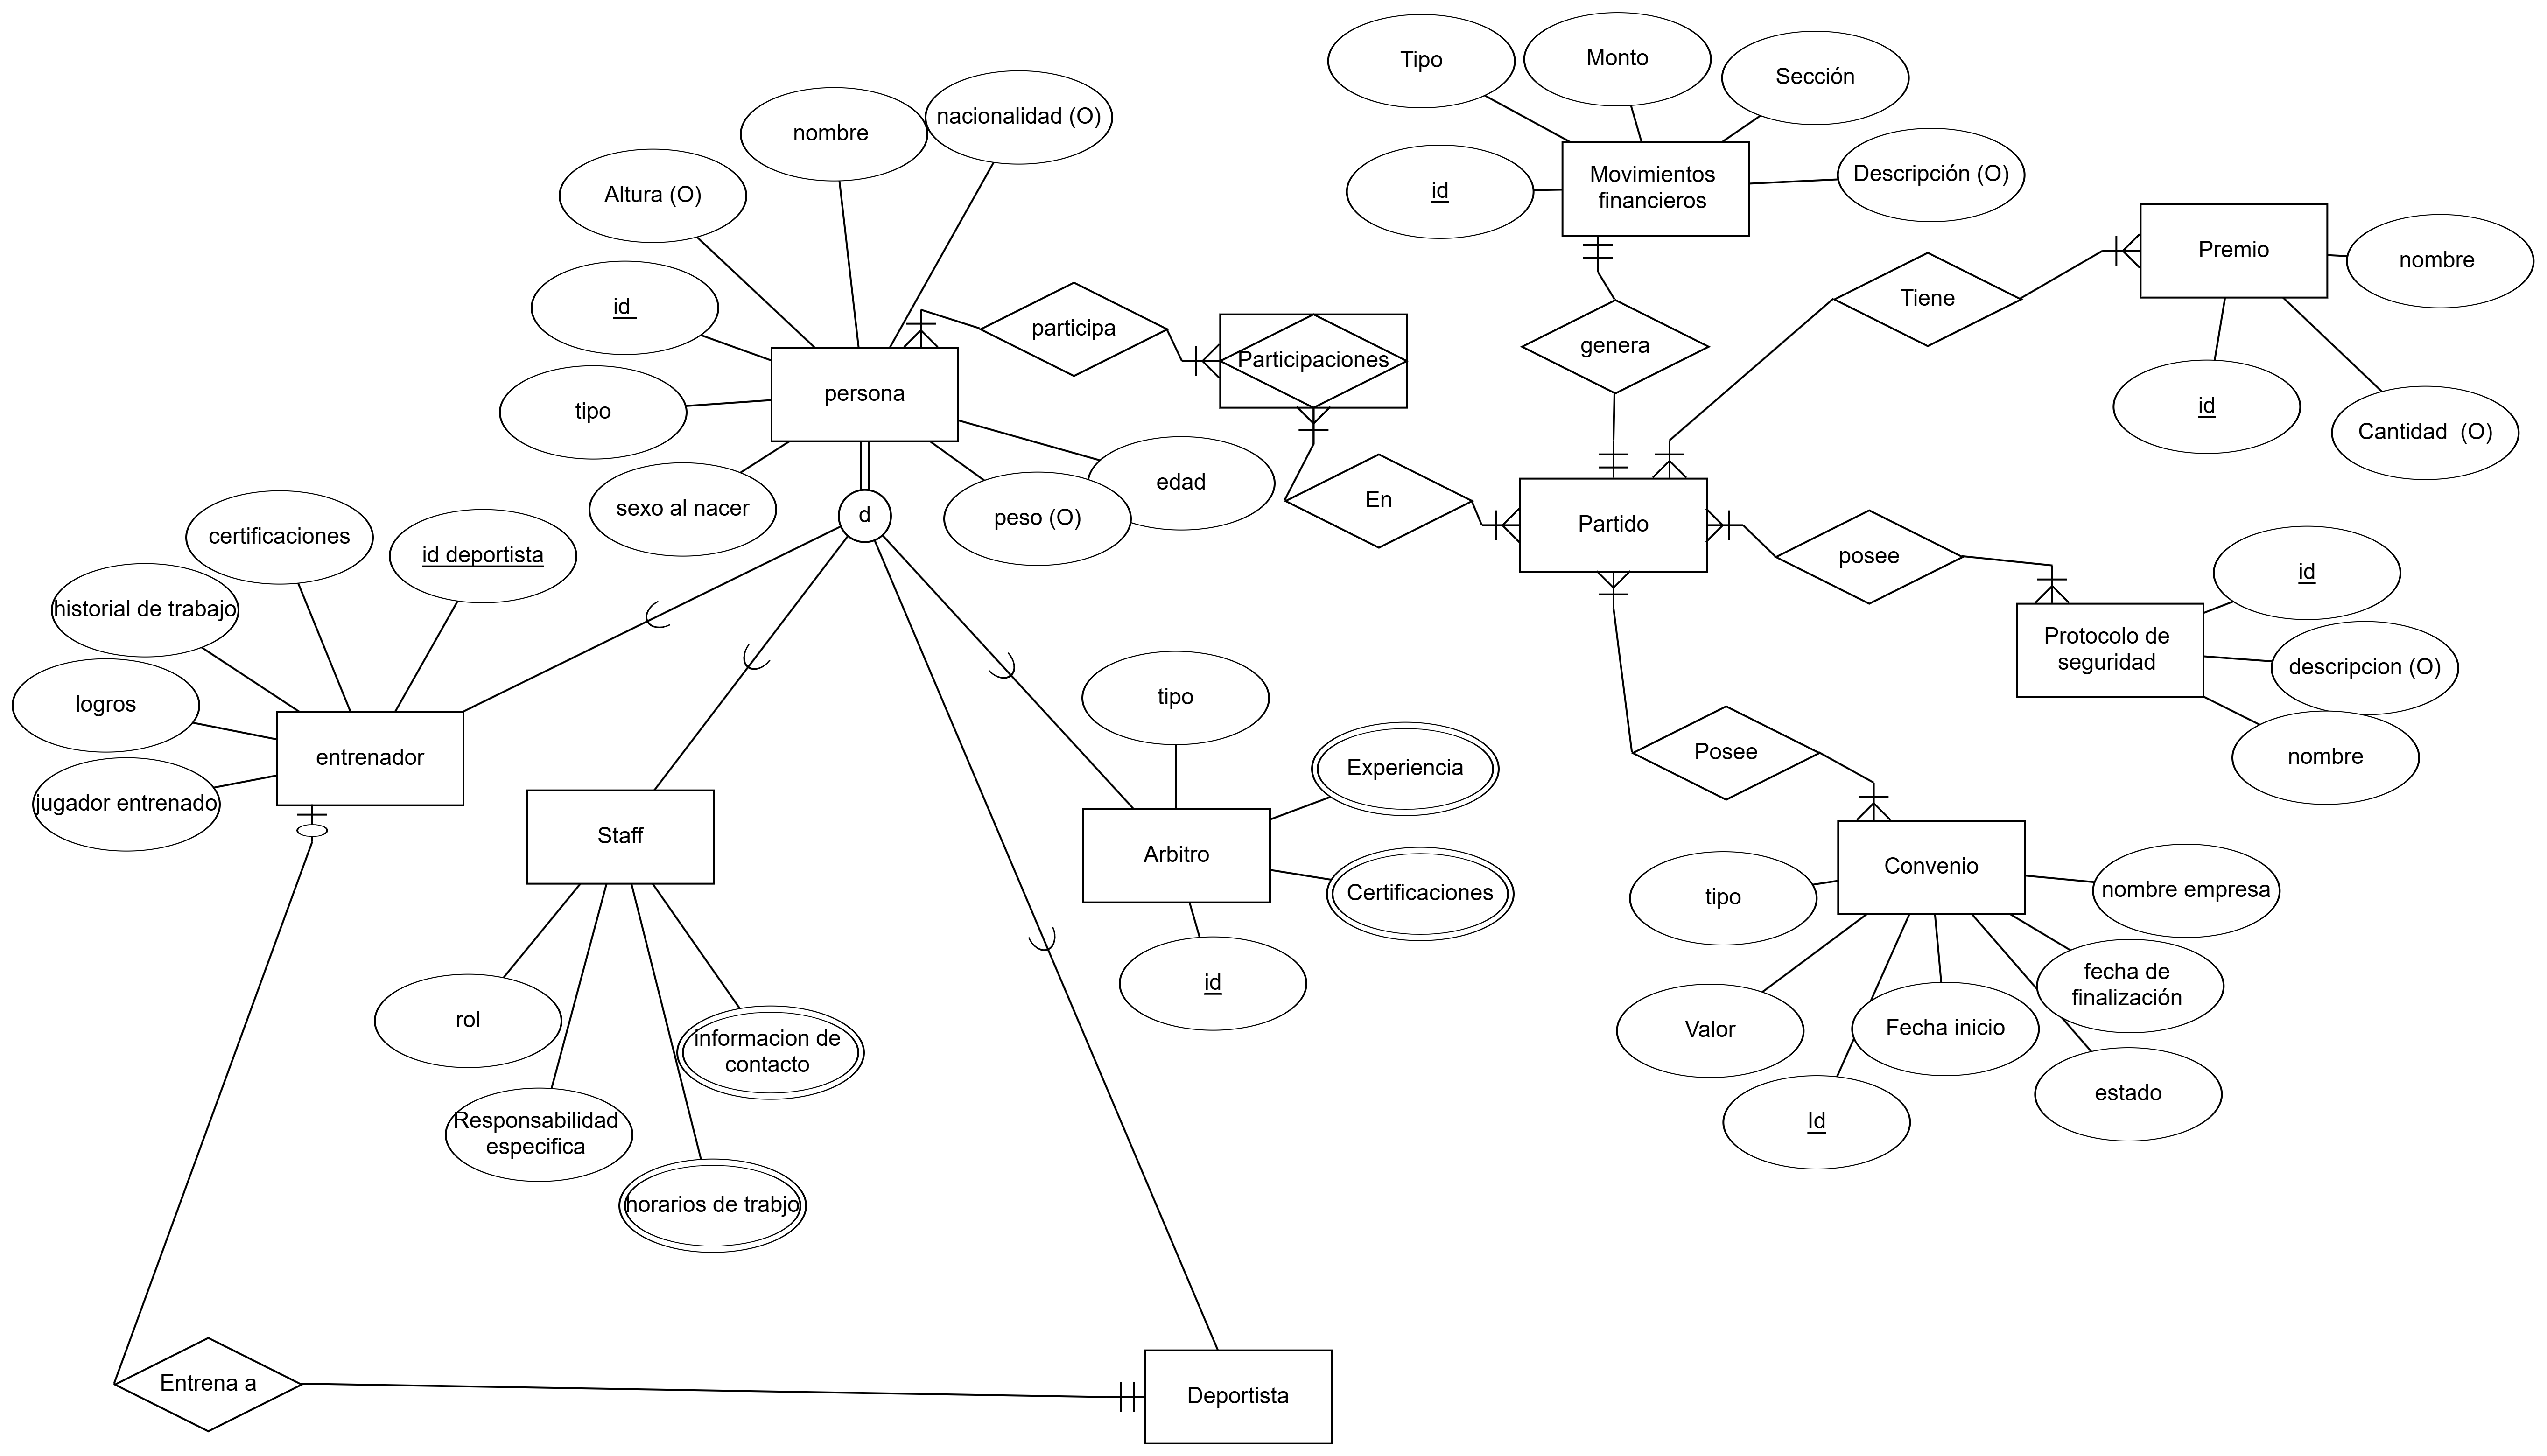 Tipo
Monto
Sección
nacionalidad (O)
nombre
Altura (O)
id
Movimientos
financieros
Descripción (O)
id
Premio
nombre
Tiene
participa
genera
Participaciones
persona
tipo
id
Cantidad  (O)
edad
En
sexo al nacer
peso (O)
d
Partido
certificaciones
id deportista
posee
id
historial de trabajo
Protocolo de
seguridad
descripcion (O)
logros
tipo
entrenador
Posee
nombre
Experiencia
jugador entrenado
Staff
Arbitro
Convenio
Certificaciones
tipo
nombre empresa
id
fecha de
finalización
rol
Valor
Fecha inicio
informacion de
contacto
Responsabilidad
especifica
Id
estado
horarios de trabjo
Entrena a
Deportista